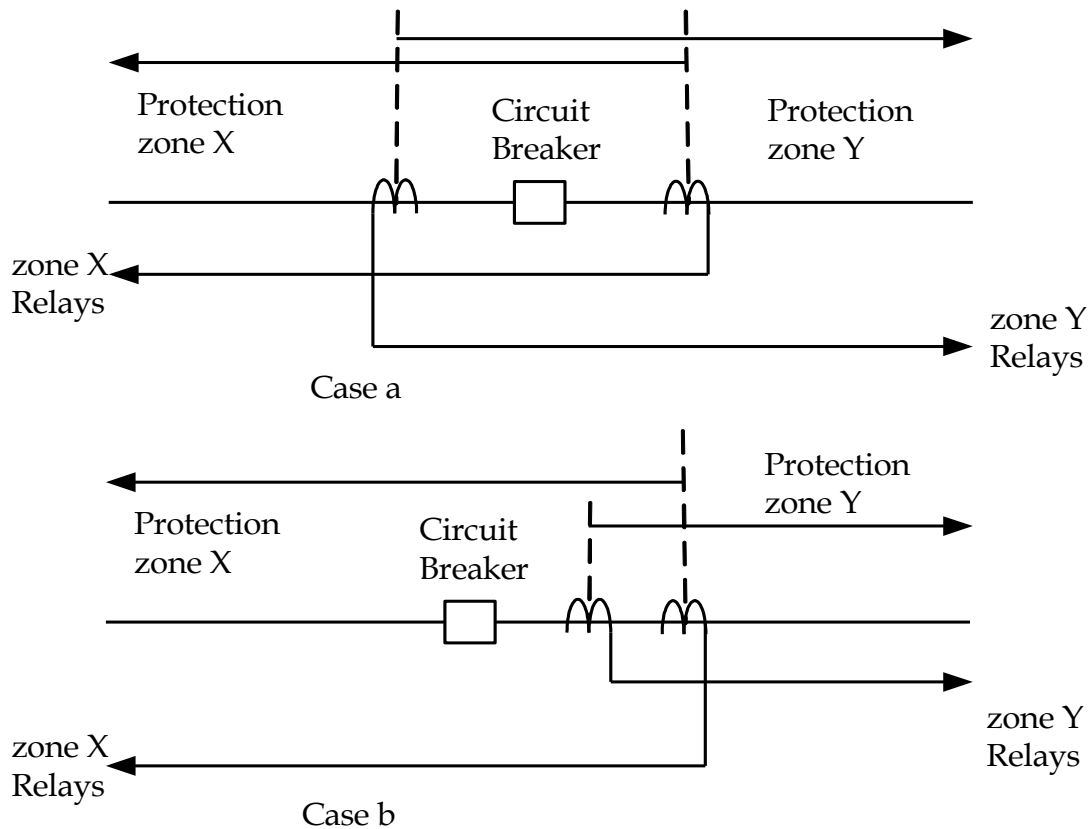 Protection
zone X
Circuit
Breaker
Protection
zone Y
zone X
Relays
zone Y
Relays
Case a
Protection
zone Y
Protection
zone X
Circuit
Breaker
zone Y
Relays
zone X
Relays
Case b